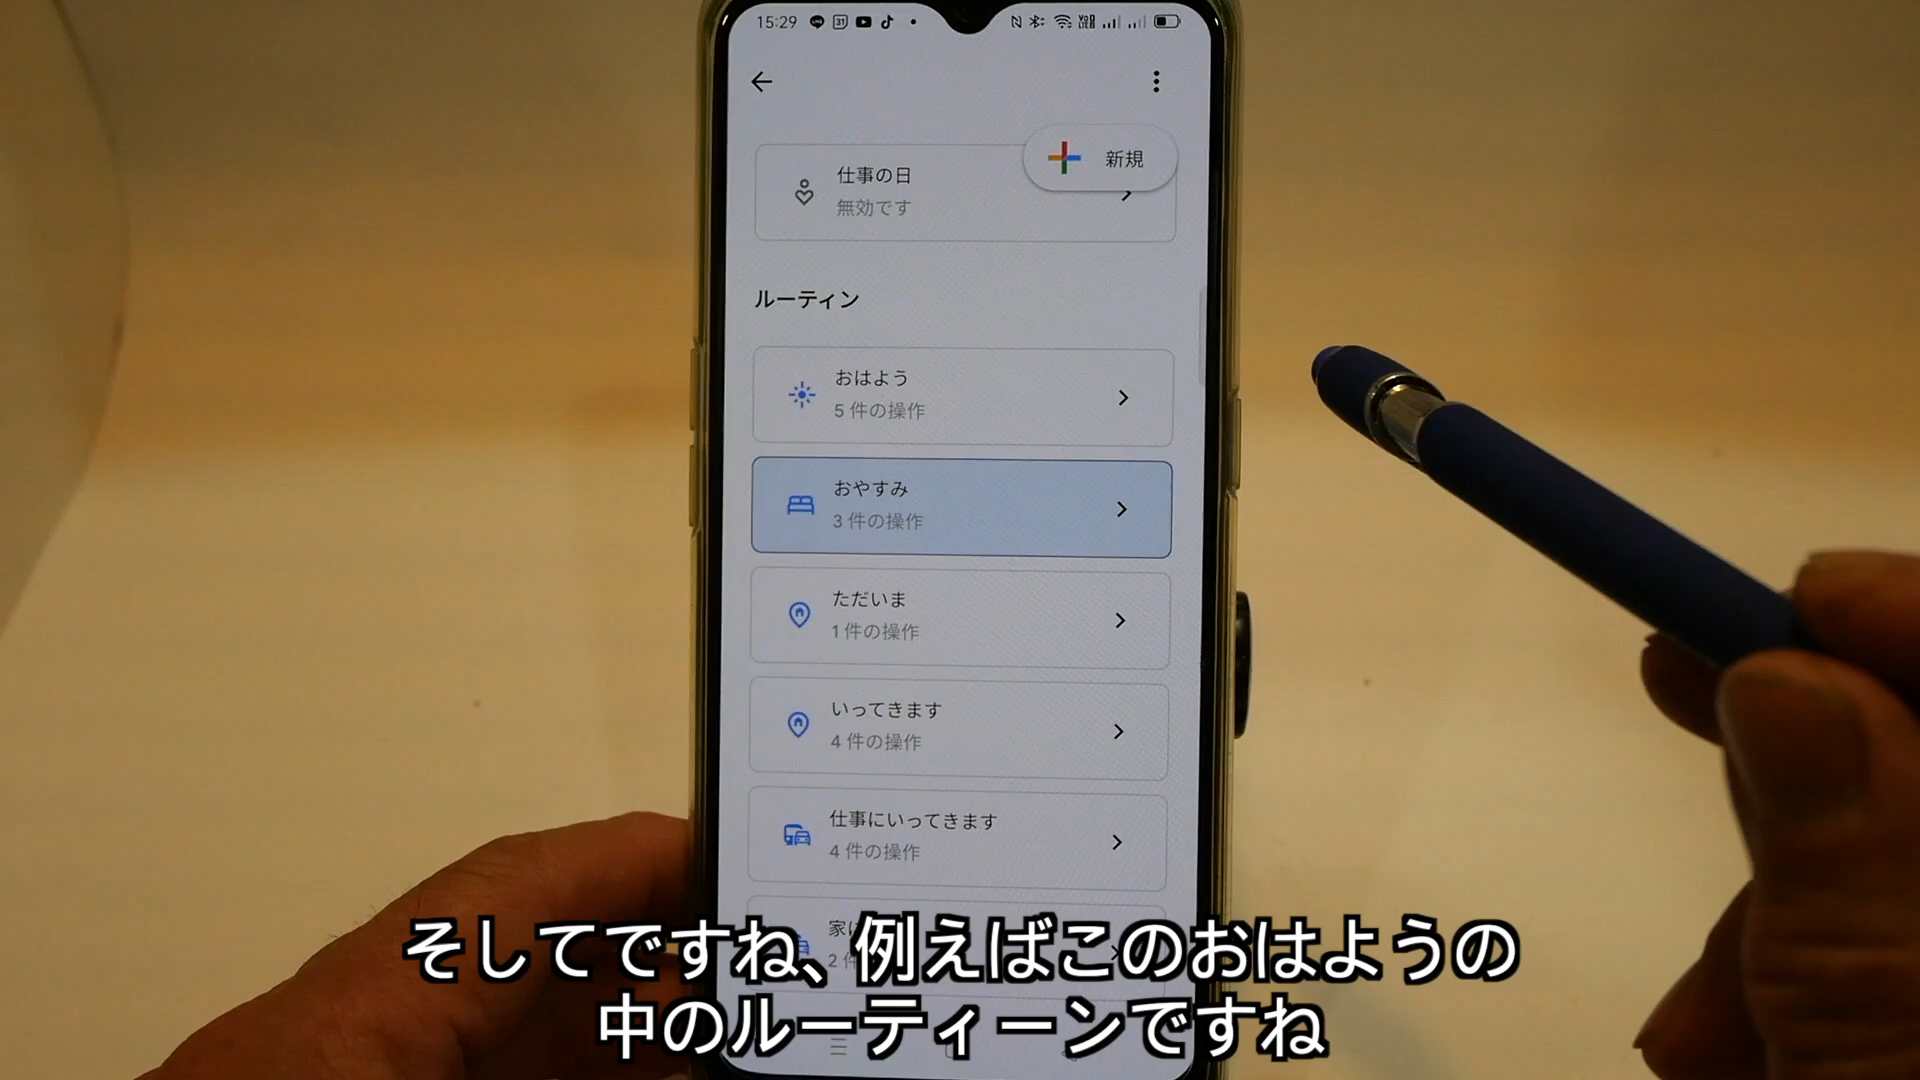 15:29
31
新規
仕事の日
無効です
ルーティン
おはよう
5 件の操作
おやすみ
3 件の操作
ただいま
1 件の操作
いってきます
4 件の操作
仕事にいってきます
4 件の操作
家に
2 件
そしてですね、例えばこのおはようの
中のルーティーンですね